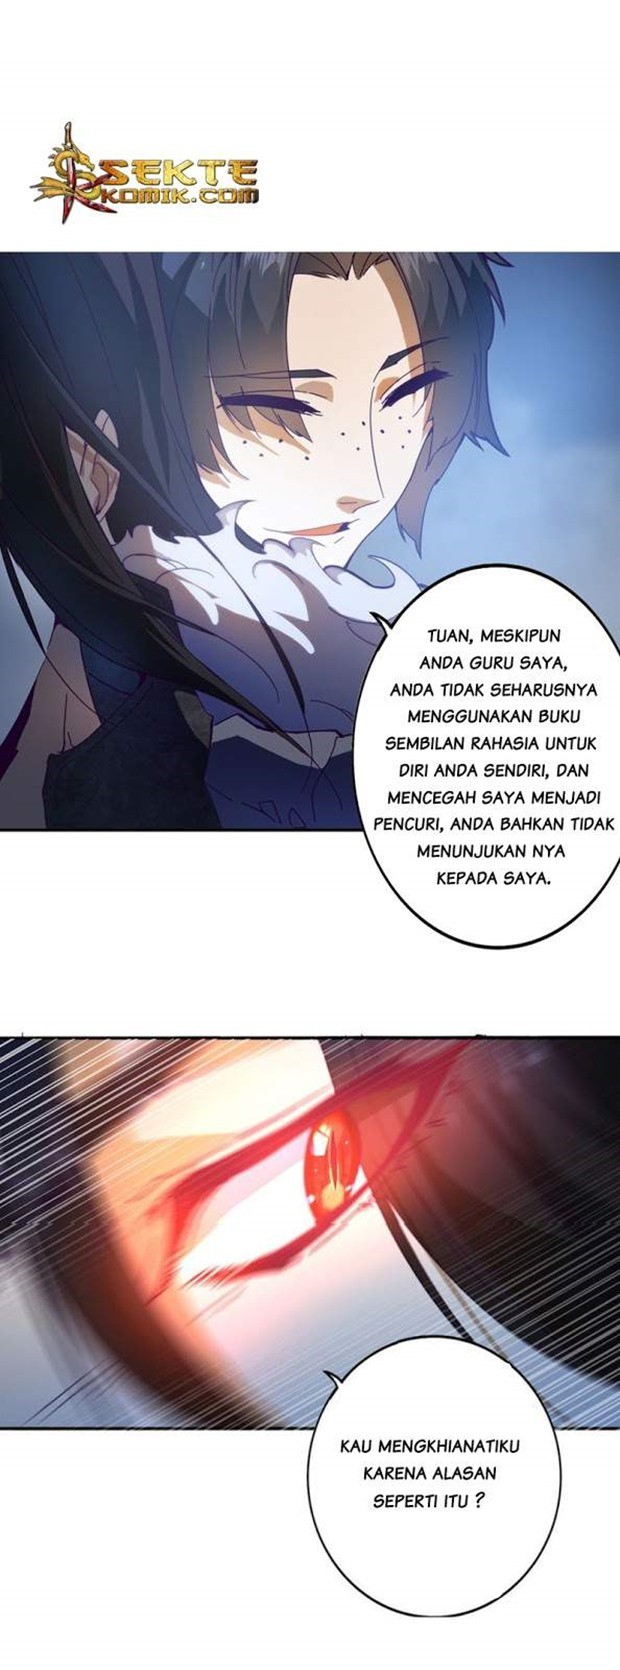 SEKTE
KOMIK.COM
TUAN, MESKIPUN
ANDA GURU SAYA,
ANDA TIDAK SEHARUSNYA
MENGGUNAKAN BUKU
SEMBILAN RAHASIA UNTUK
DIRI ANDA SENDIRI, DAN
MENCEGAH SAYA MENJADI
PENCURI, ANDA BAHKAN TIDAK
MENUNJUKAN NYA
KEPADA SAYA.
KAU MENGKHIANATIKU
KARENA ALASAN
SEPERTI ITU ?